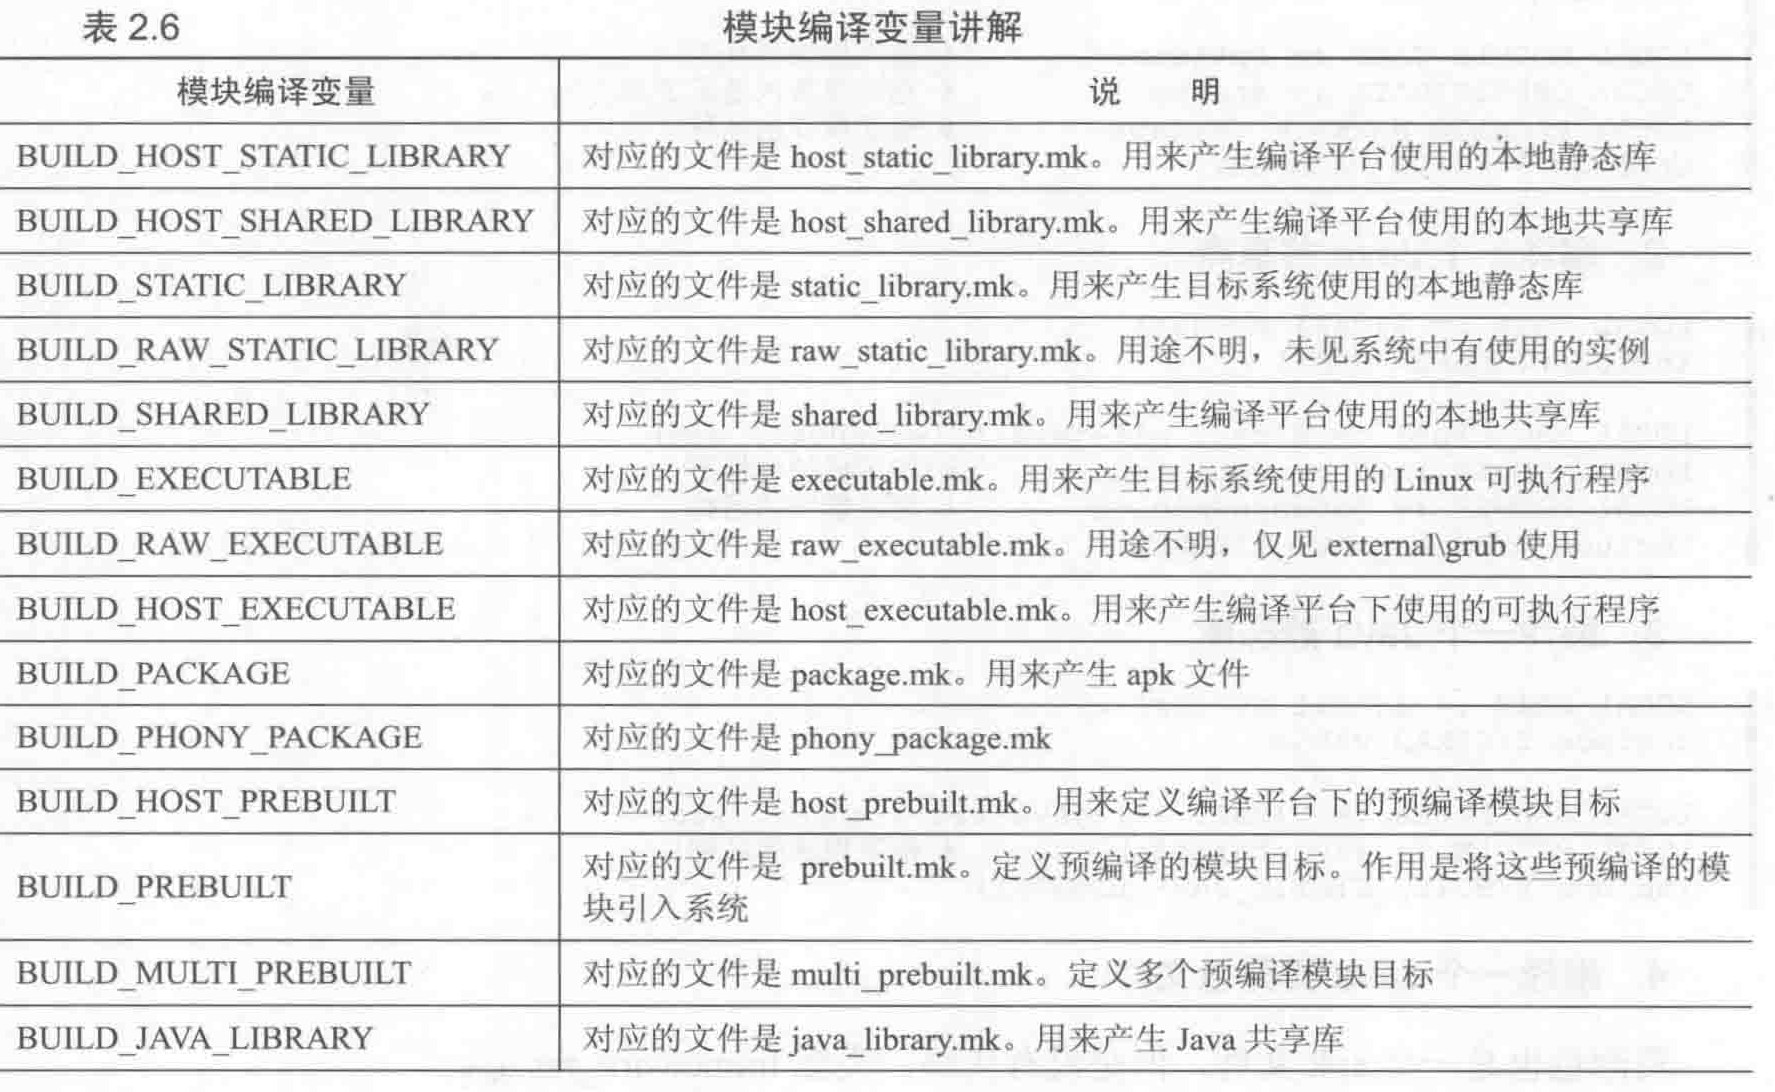 表 2.6 模块编译变量讲解
模块编译变量 说 明
BUILD_HOST_STATIC_LIBRARY 对应的文件是 host_static_library.mk。用来产生编译平台使用的本地静态库
BUILD_HOST_SHARED_LIBRARY 对应的文件是 host_shared_library.mk。用来产生编译平台使用的本地共享库
BUILD_STATIC_LIBRARY 对应的文件是 static_library.mk。用来产生目标系统使用的本地静态库
BUILD_RAW_STATIC_LIBRARY 对应的文件是 raw_static_library.mk。用途不明，未见系统中有使用的实例
BUILD_SHARED_LIBRARY 对应的文件是 shared_library.mk。用来产生编译平台使用的本地共享库
BUILD_EXECUTABLE 对应的文件是 executable.mk。用来产生目标系统使用的 Linux 可执行程序
BUILD_RAW_EXECUTABLE 对应的文件是 raw_executable.mk。用途不明，仅见 external\grub 使用
BUILD_HOST_EXECUTABLE 对应的文件是 host_executable.mk。用来产生编译平台下使用的可执行程序
BUILD_PACKAGE 对应的文件是 package.mk。用来产生 apk 文件
BUILD_PHONY_PACKAGE 对应的文件是 phony_package.mk
BUILD_HOST_PREBUILT 对应的文件是 host_prebuilt.mk。用来定义编译平台下的预编译模块目标
BUILD_PREBUILT 对应的文件是 prebuilt.mk。定义预编译的模块目标。作用是将这些预编译的模
块引入系统
BUILD_MULTI_PREBUILT 对应的文件是 multi_prebuilt.mk。定义多个预编译模块目标
BUILD_JAVA_LIBRARY 对应的文件是 java_library.mk。用来产生 Java 共享库